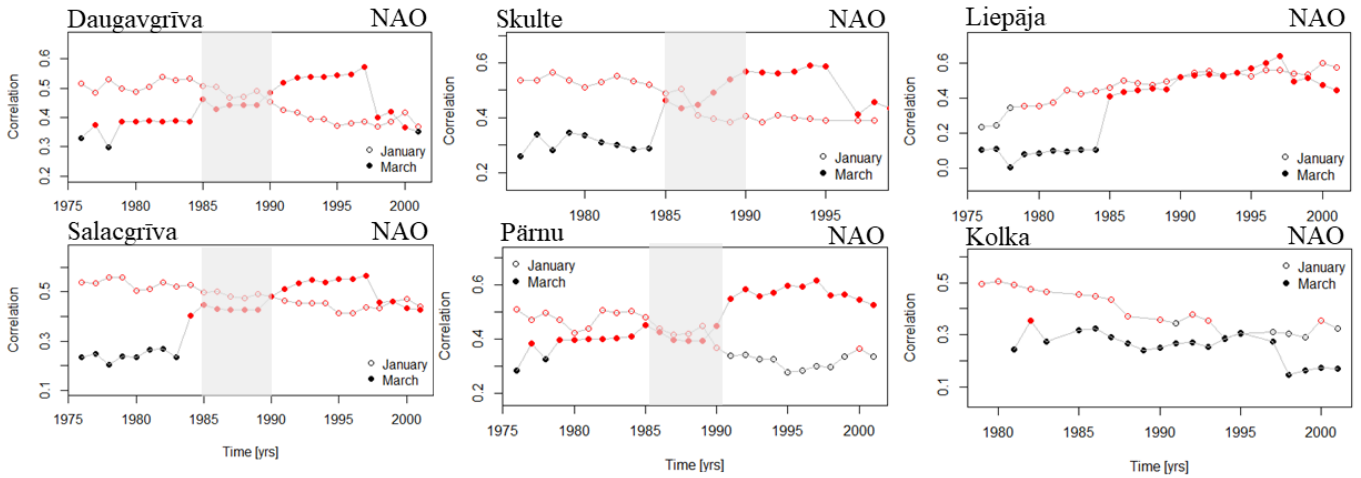 Daugavgrīva NAO
Correlation
0.6
0.5
0.4
0.3
0.2
January
March
1975 1980 1985 1990 1995 2000
Skulte NAO
Correlation
0.6
0.4
0.2
January
March
1980 1985 1990 1995
Liepāja NAO
Correlation
0.6
0.4
0.2
0.0
January
March
1975 1980 1985 1990 1995 2000
Salacgrīva NAO
Correlation
0.5
0.3
0.1
January
March
1975 1980 1985 1990 1995 2000
Time [yrs]
Pärnu NAO
Correlation
0.6
0.4
0.2
January
March
1975 1980 1985 1990 1995 2000
Time [yrs]
Kolka NAO
Correlation
0.5
0.3
0.1
January
March
1980 1985 1990 1995 2000
Time [yrs]